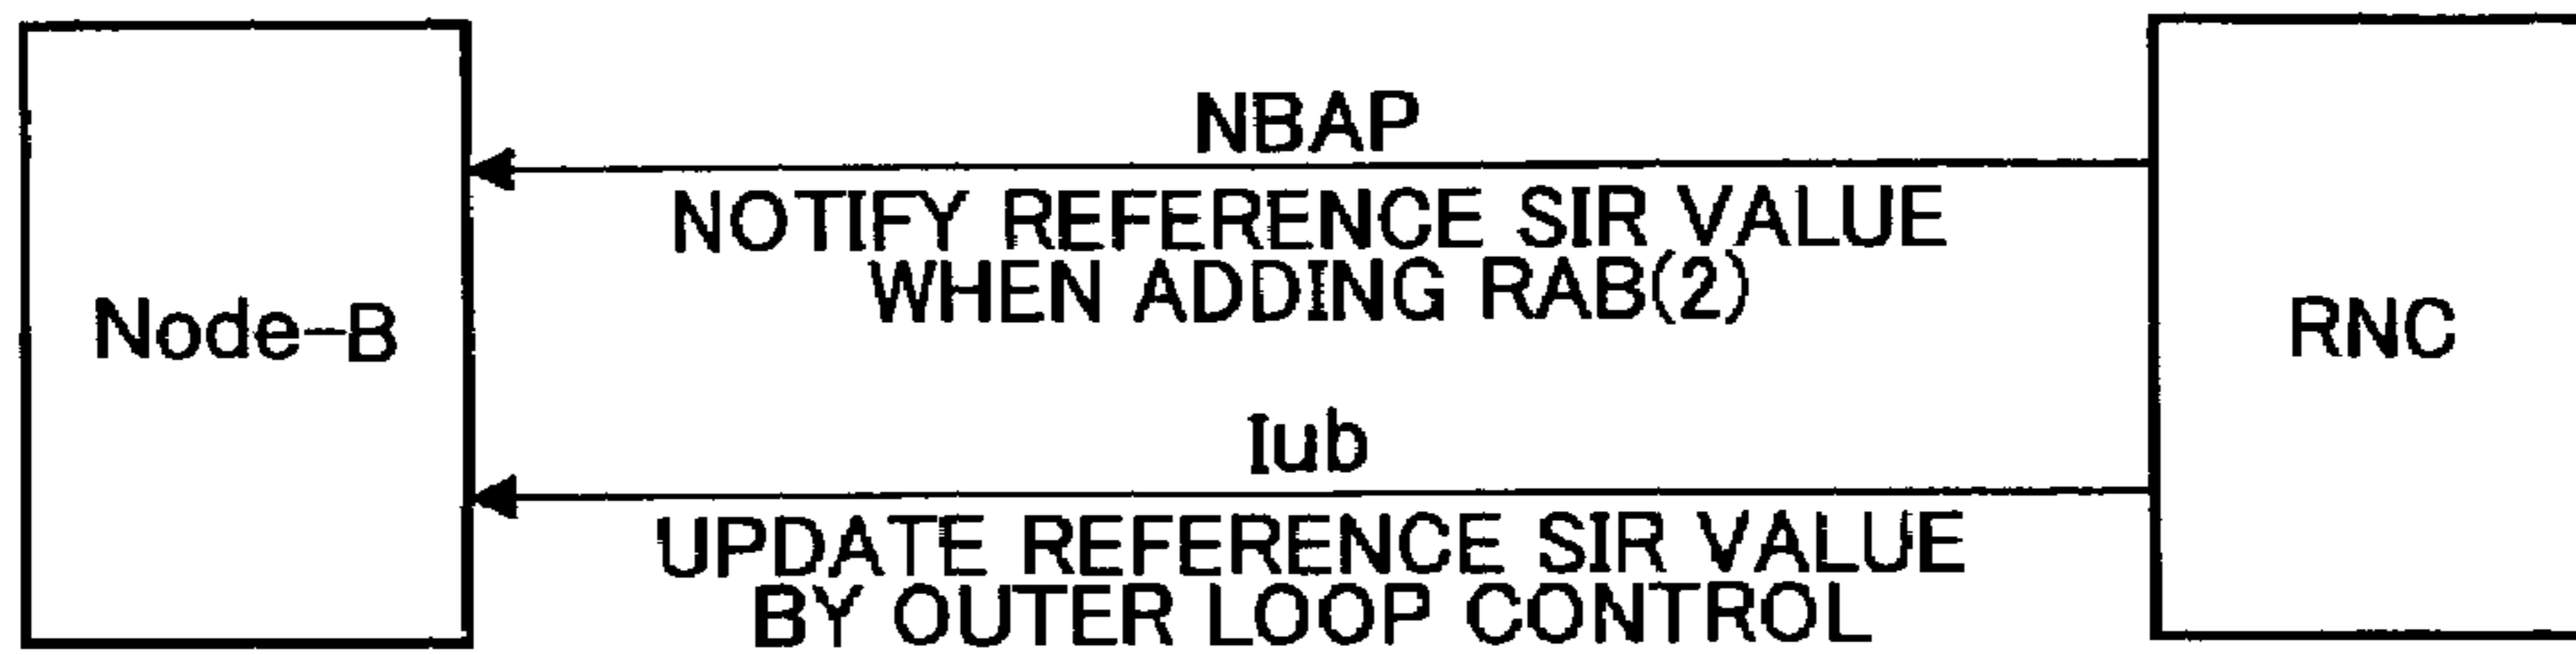 NBAP
NOTIFY REFERENCE SIR VALUE
WHEN ADDING RAB(2)
Node-B
RNC
Iub
UPDATE REFERENCE SIR VALUE
BY OUTER LOOP CONTROL